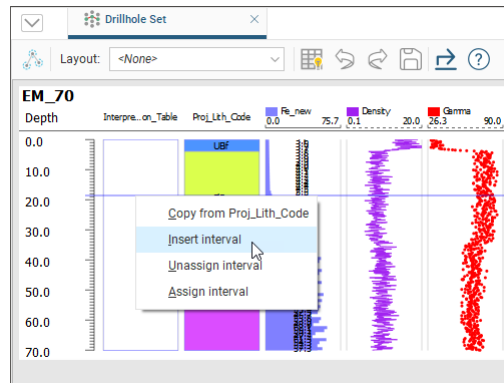 Drillhole Set
Layout: <None>
EM_70
Depth Interpre...on_Table Proj_Lith_Code Fe_new Density Gamma
0.0 75.7 0.1 20.0 26.3 90.0
0.0
UBf
10.0
20.0
30.0
40.0
50.0
60.0
70.0
Copy from Proj_Lith_Code
Insert interval
Unassign interval
Assign interval